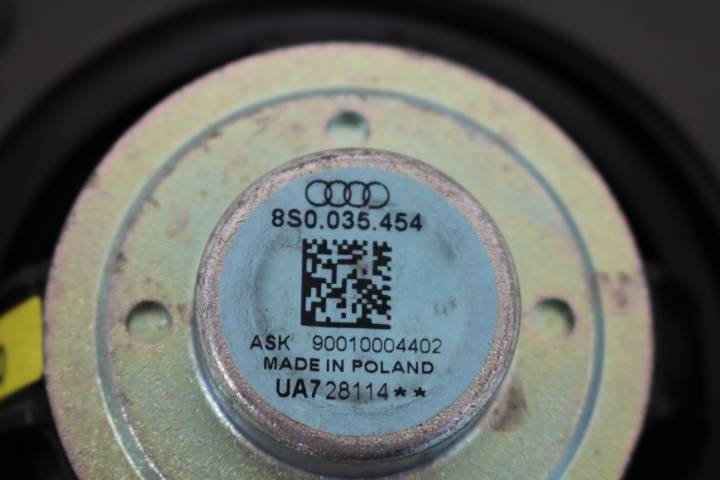 8S0.035.454
ASK 90010004402
MADE IN POLAND
UA728114**